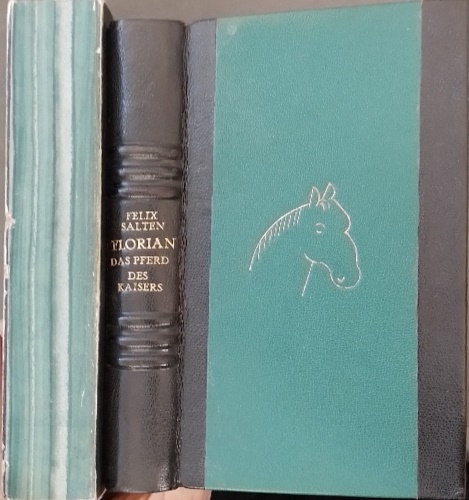 FELIX
SALTEN
FLORIAN
DAS PFERD
DES
KAISERS